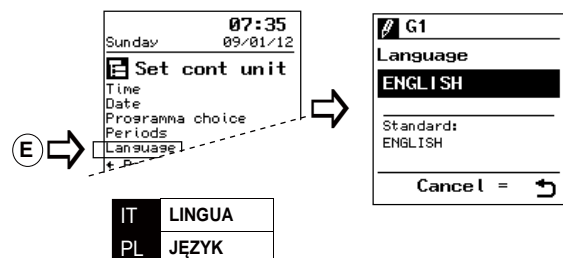 07:35
Sunday 09/01/12
Set cont unit
Time
Date
Programma choice
Periods
Language
E
G1
Language
ENGLISH
Standard:
ENGLISH
Cancel =
IT LINGUA
PL JĘZYK